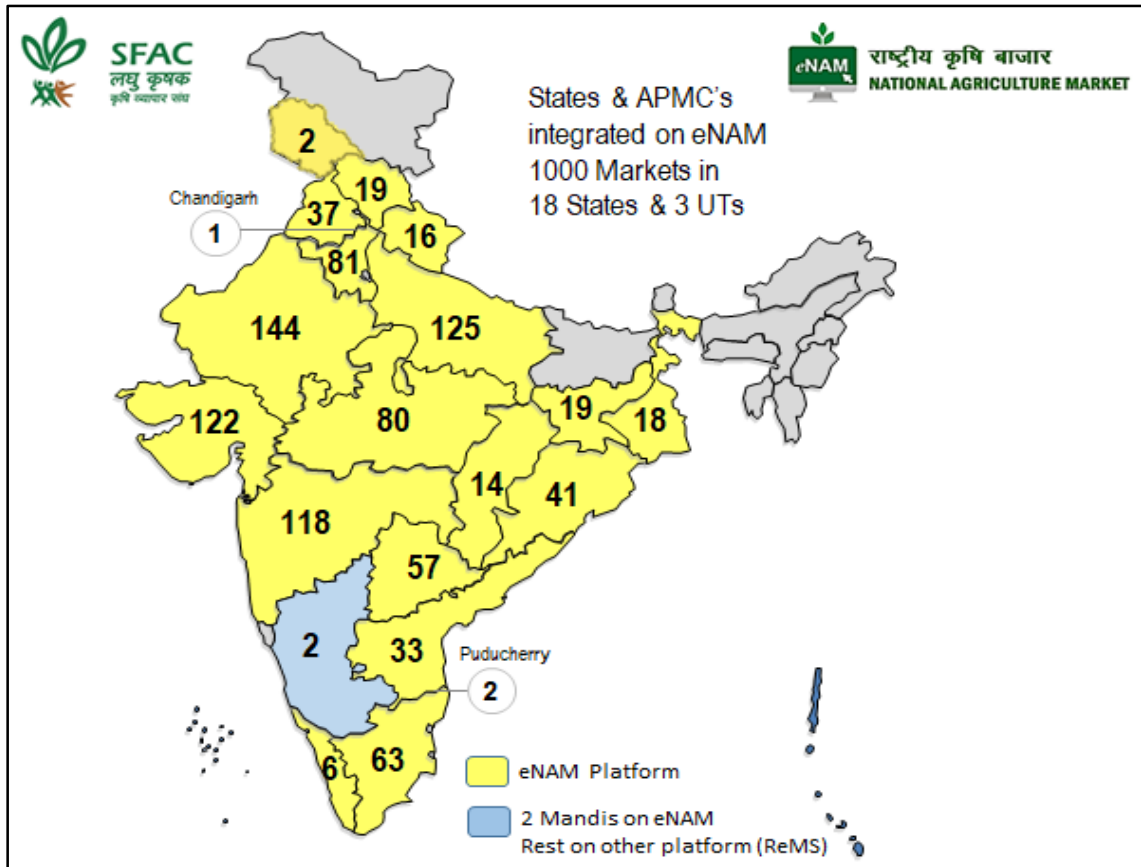 SFAC
लघु कृषक
कृषि व्यापार संघ
eNAM
राष्ट्रीय कृषि बाजार
NATIONAL AGRICULTURE MARKET
States & APMC's
integrated on eNAM
1000 Markets in
18 States & 3 UTs
2
19
Chandigarh
1
37
16
81
144
125
122
80
19
18
14
41
118
57
2
33
Puducherry
2
6
63
eNAM Platform
2 Mandis on eNAM
Rest on other platform (ReMS)